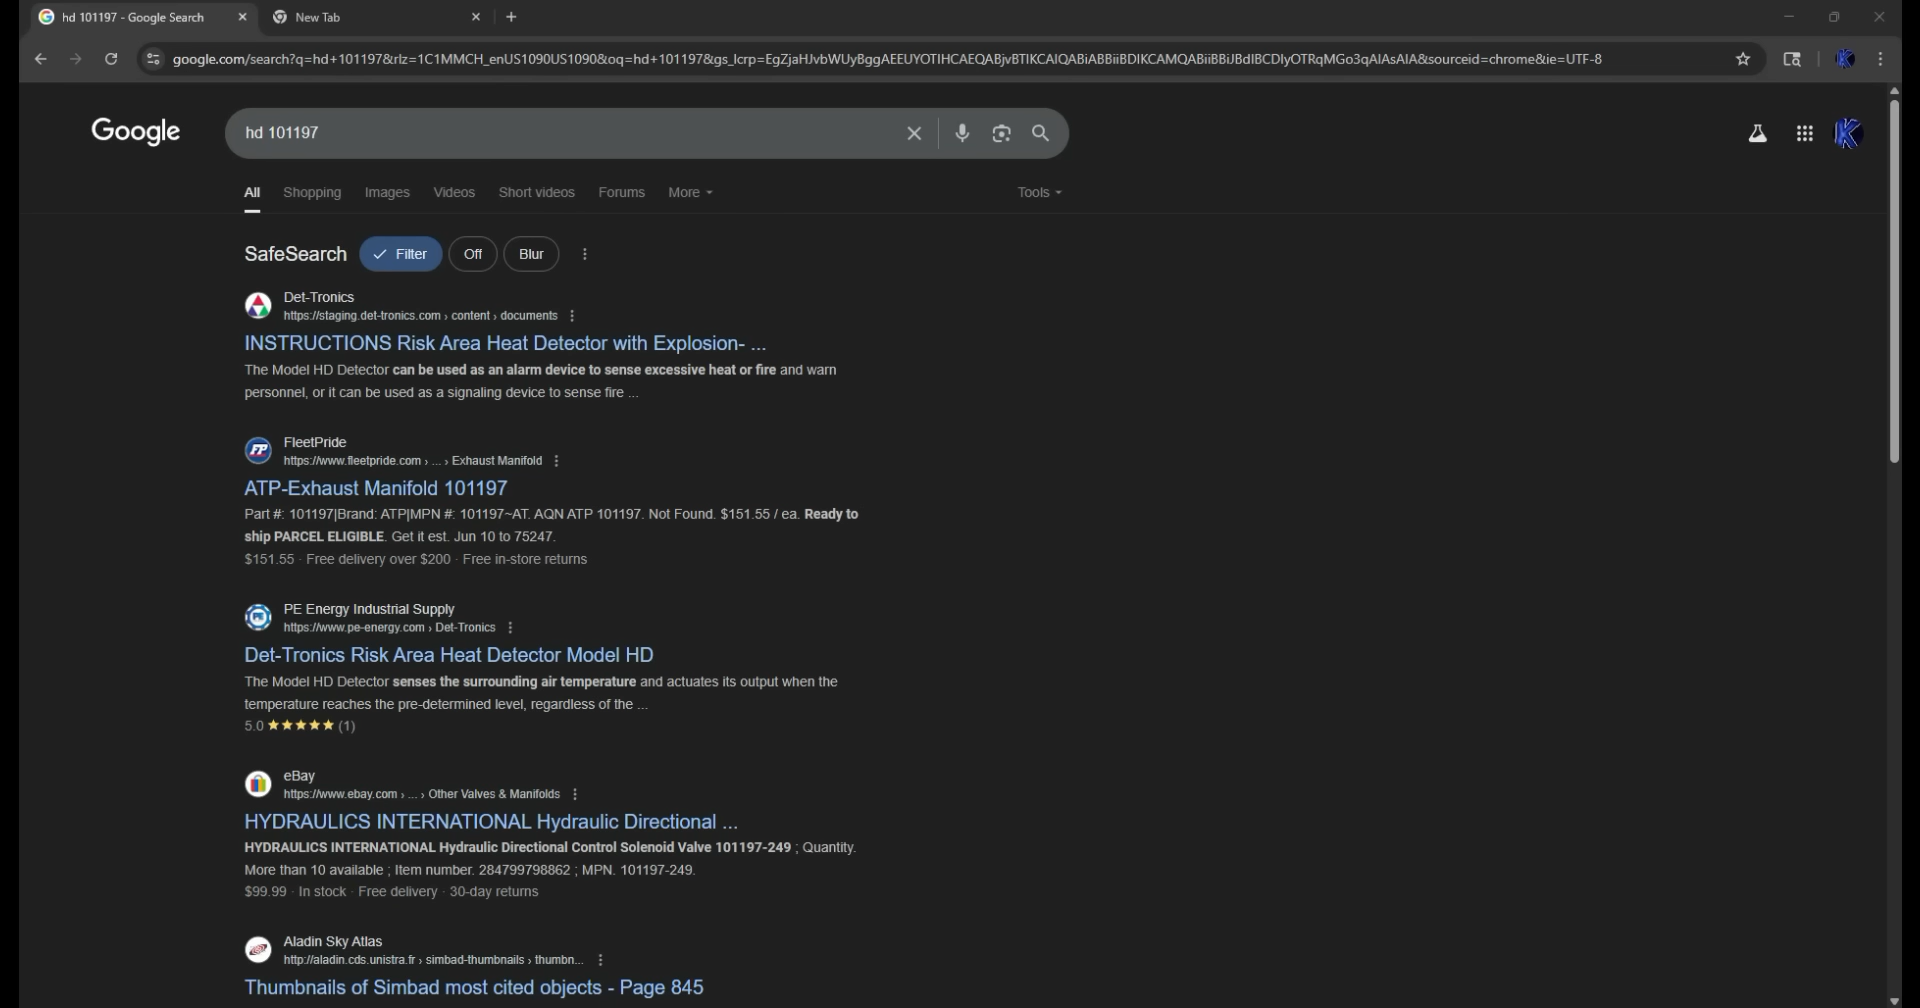 hd 101197 - Google Search
New Tab
google.com/search?q=hd+101197&rlz=1C1MMCH_enUS1090US1090&oq=hd+101197&gs_lcrp=EgZjaHJvbWUyBggAEEUYOTIHCAEQABjvBTIKCAIQABiABBiiBDIKCAMQABiiBBiJBdIBCDIyOTRqMGo3qAIAsAIA&sourceid=chrome&ie=UTF-8
Google
hd 101197
All Shopping Images Videos Short videos Forums More Tools
SafeSearch Filter Off Blur
Det-Tronics
https://staging.det-tronics.com › content › documents
INSTRUCTIONS Risk Area Heat Detector with Explosion- ...
The Model HD Detector can be used as an alarm device to sense excessive heat or fire and warn
personnel, or it can be used as a signaling device to sense fire ...
FP
FleetPride
https://www.fleetpride.com › ... › Exhaust Manifold
ATP-Exhaust Manifold 101197
Part #: 101197|Brand: ATP|MPN #: 101197~AT. AQN ATP 101197. Not Found. $151.55 / ea. Ready to
ship PARCEL ELIGIBLE. Get it est. Jun 10 to 75247.
$151.55 · Free delivery over $200 · Free in-store returns
PE
PE Energy Industrial Supply
https://www.pe-energy.com › Det-Tronics
Det-Tronics Risk Area Heat Detector Model HD
The Model HD Detector senses the surrounding air temperature and actuates its output when the
temperature reaches the pre-determined level, regardless of the ...
5.0 ★★★★★ (1)
eBay
https://www.ebay.com › ... › Other Valves & Manifolds
HYDRAULICS INTERNATIONAL Hydraulic Directional ...
HYDRAULICS INTERNATIONAL Hydraulic Directional Control Solenoid Valve 101197-249 ; Quantity.
More than 10 available ; Item number. 284799798862 ; MPN. 101197-249.
$99.99 · In stock · Free delivery · 30-day returns
Aladin Sky Atlas
http://aladin.cds.unistra.fr › simbad-thumbnails › thumbn...
Thumbnails of Simbad most cited objects - Page 845